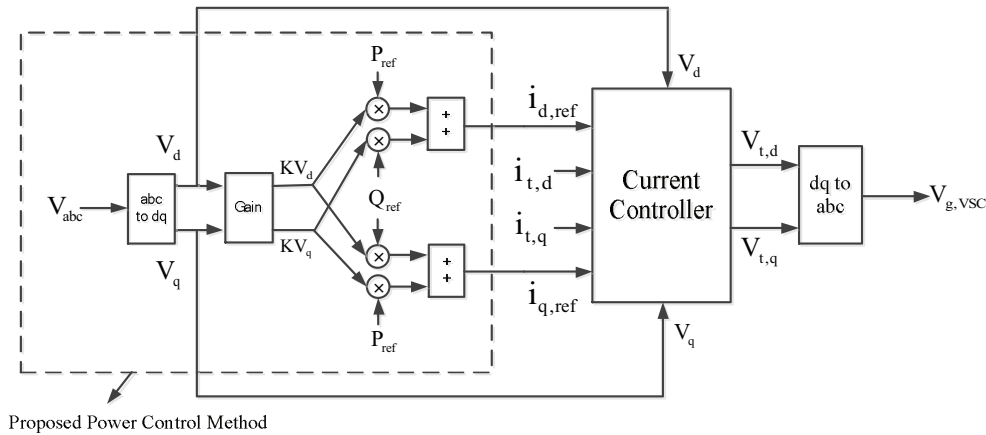 P_ref
V_d
i_d,ref
V_d
KV_d
+
+
V_t,d
abc
to dq
i_t,d
Current
Controller
dq to
abc
V_abc
Gain
Q_ref
V_g,VSC
i_t,q
KV_q
V_t,q
V_q
+
+
i_q,ref
P_ref
V_q
Proposed Power Control Method